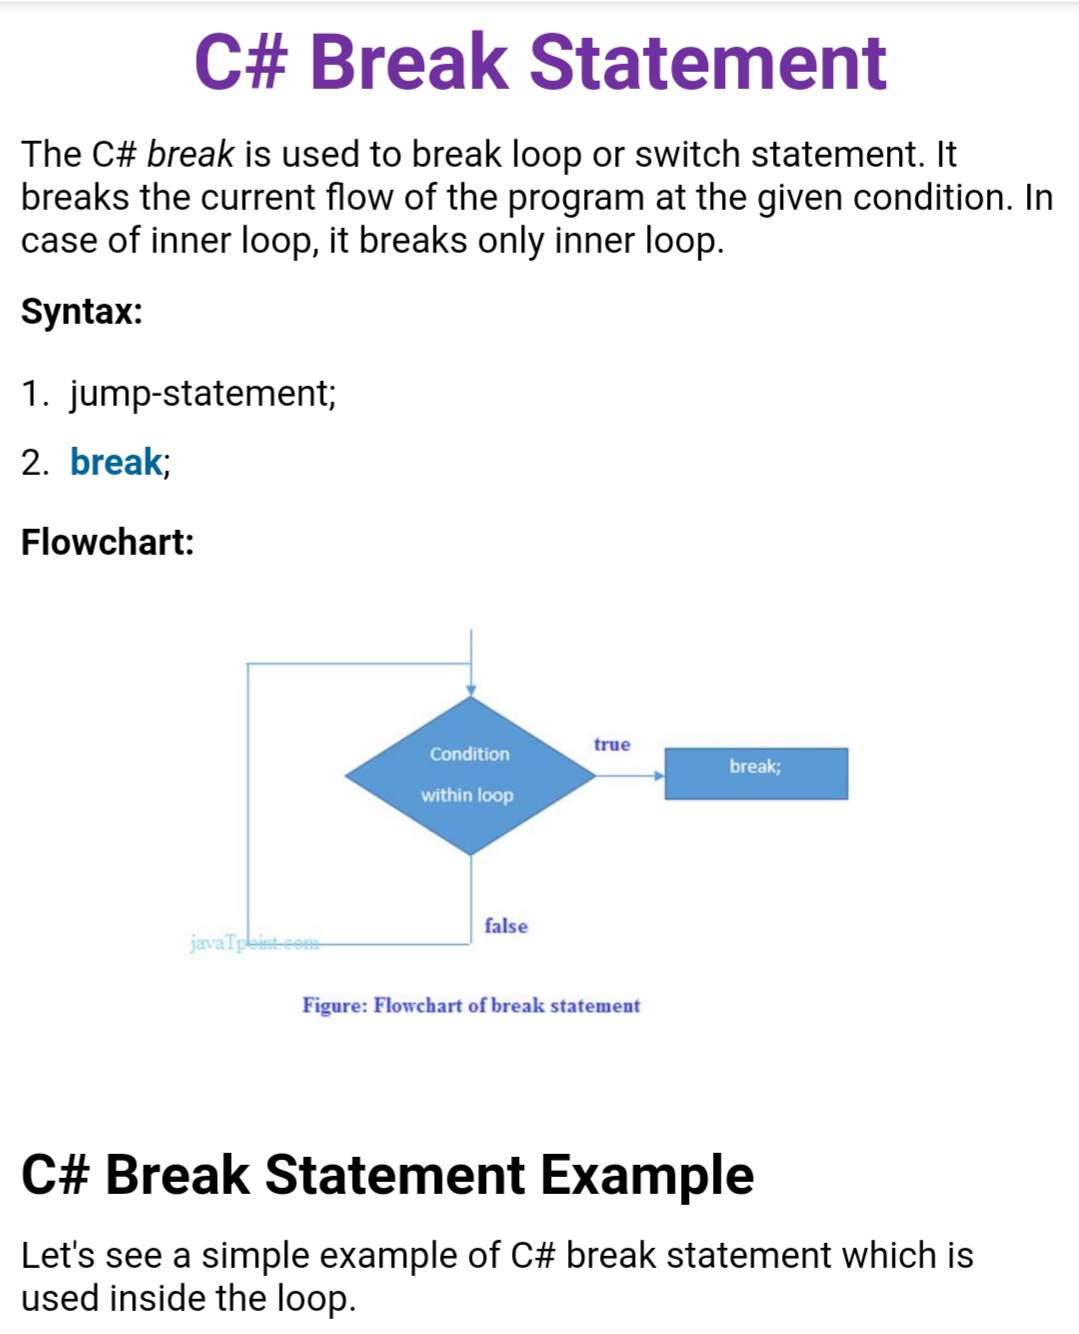 C# Break Statement
The C# break is used to break loop or switch statement. It
breaks the current flow of the program at the given condition. In
case of inner loop, it breaks only inner loop.
Syntax:
1. jump-statement;
2. break;
Flowchart:
Condition
within loop
true
break;
false
javaTpoint.com
Figure: Flowchart of break statement
C# Break Statement Example
Let's see a simple example of C# break statement which is
used inside the loop.